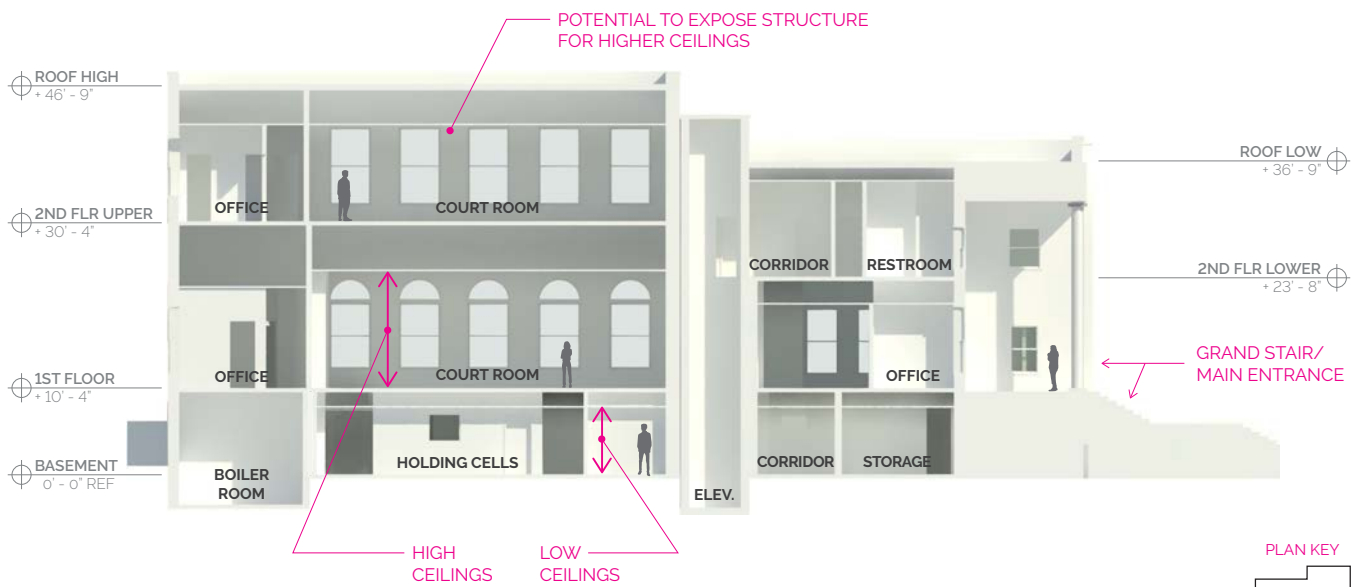 POTENTIAL TO EXPOSE STRUCTURE
FOR HIGHER CEILINGS
ROOF HIGH
+ 46' - 9"
ROOF LOW
+ 36' - 9"
OFFICE
COURT ROOM
2ND FLR UPPER
+ 30' - 4"
CORRIDOR
RESTROOM
2ND FLR LOWER
+ 23' - 8"
GRAND STAIR/
MAIN ENTRANCE
OFFICE
COURT ROOM
OFFICE
1ST FLOOR
+ 10' - 4"
HOLDING CELLS
CORRIDOR
STORAGE
BASEMENT
0' - 0" REF
BOILER
ROOM
ELEV.
HIGH
CEILINGS
LOW
CEILINGS
PLAN KEY